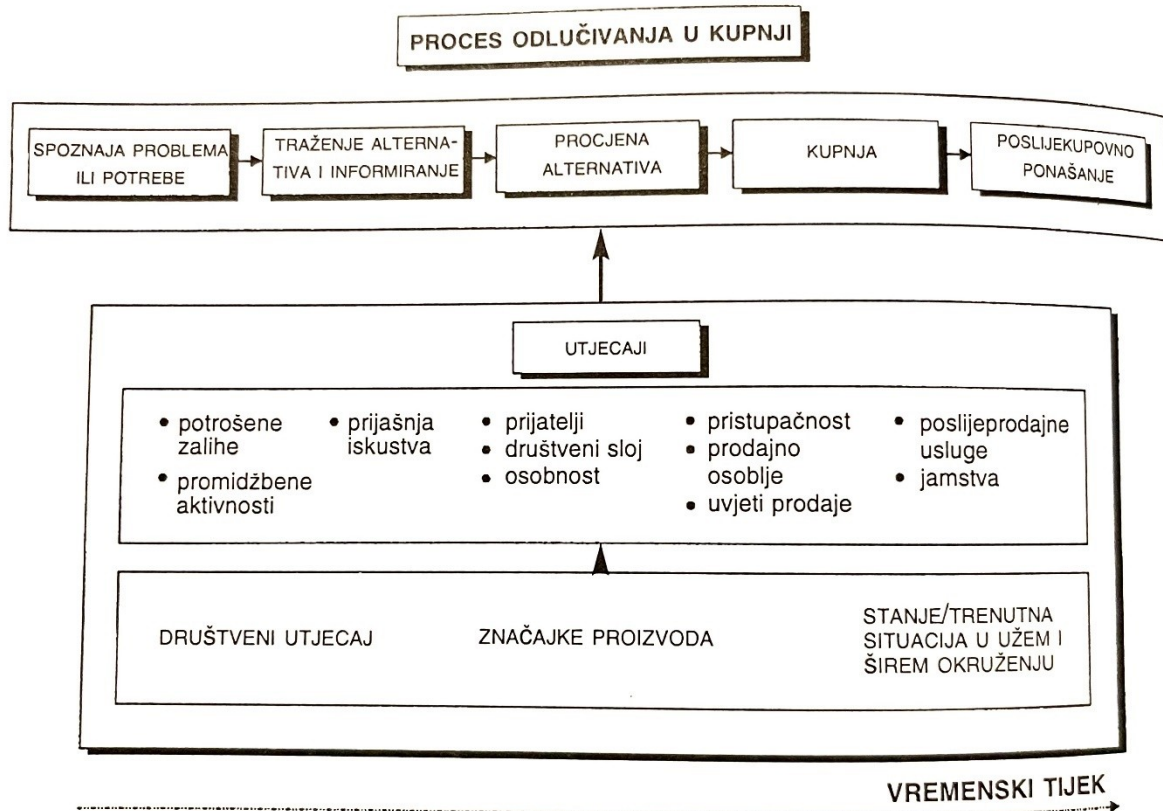 PROCES ODLUČIVANJA U KUPNJI
SPOZNAJA PROBLEMA
ILI POTREBE
TRAŽENJE ALTERNA-
TIVA I INFORMIRANJE
PROCJENA
ALTERNATIVA
KUPNJA
POSLIJEKUPOVNO
PONAŠANJE
UTJECAJI
• potrošene
zalihe
• promidžbene
aktivnosti
• prijašnja
iskustva
• prijatelji
• društveni sloj
• osobnost
• pristupačnost
• prodajno
osoblje
• uvjeti prodaje
• poslijeprodajne
usluge
• jamstva
DRUŠTVENI UTJECAJ
ZNAČAJKE PROIZVODA
STANJE/TRENUTNA
SITUACIJA U UŽEM I
ŠIREM OKRUŽENJU
VREMENSKI TIJEK